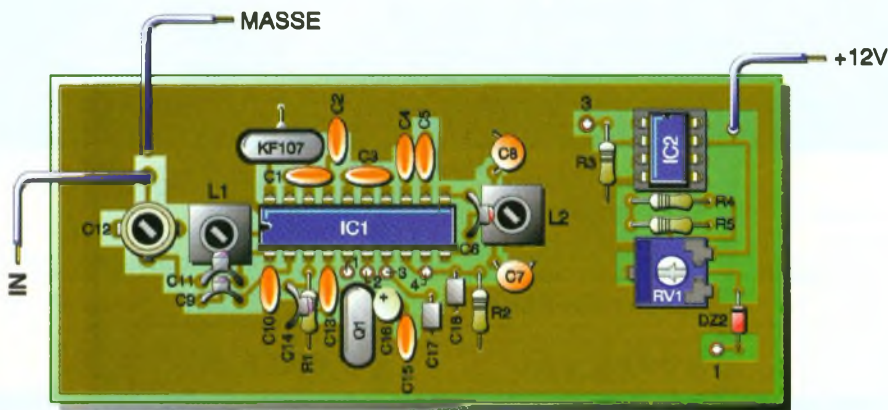 MASSE
+12V
IN
C2
C4
C5
3
KF107
C8
R3
IC2
C1
C3
L1
R4
C12
IC1
C6
L2
R5
C11
C9
1
2
3
4
C7
RV1
C10
C14
R1
C13
Q1
+
C16
C15
C17
C18
R2
DZ2
1